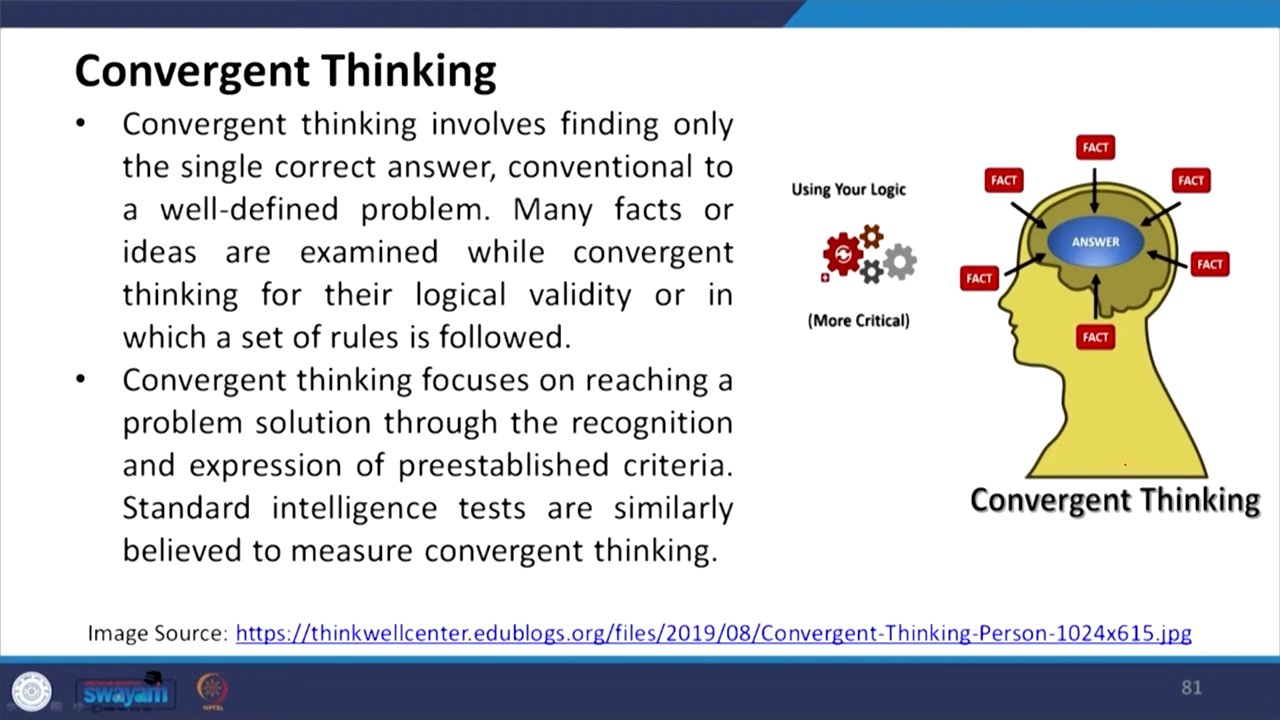 Convergent Thinking
• Convergent thinking involves finding only
the single correct answer, conventional to
a well-defined problem. Many facts or
ideas are examined while convergent
thinking for their logical validity or in
which a set of rules is followed.
• Convergent thinking focuses on reaching a
problem solution through the recognition
and expression of preestablished criteria.
Standard intelligence tests are similarly
believed to measure convergent thinking.
Using Your Logic
(More Critical)
FACT
FACT
FACT
ANSWER
FACT
FACT
FACT
Convergent Thinking
Image Source: https://thinkwellcenter.edublogs.org/files/2019/08/Convergent-Thinking-Person-1024x615.jpg
swayam
NPTEL
81